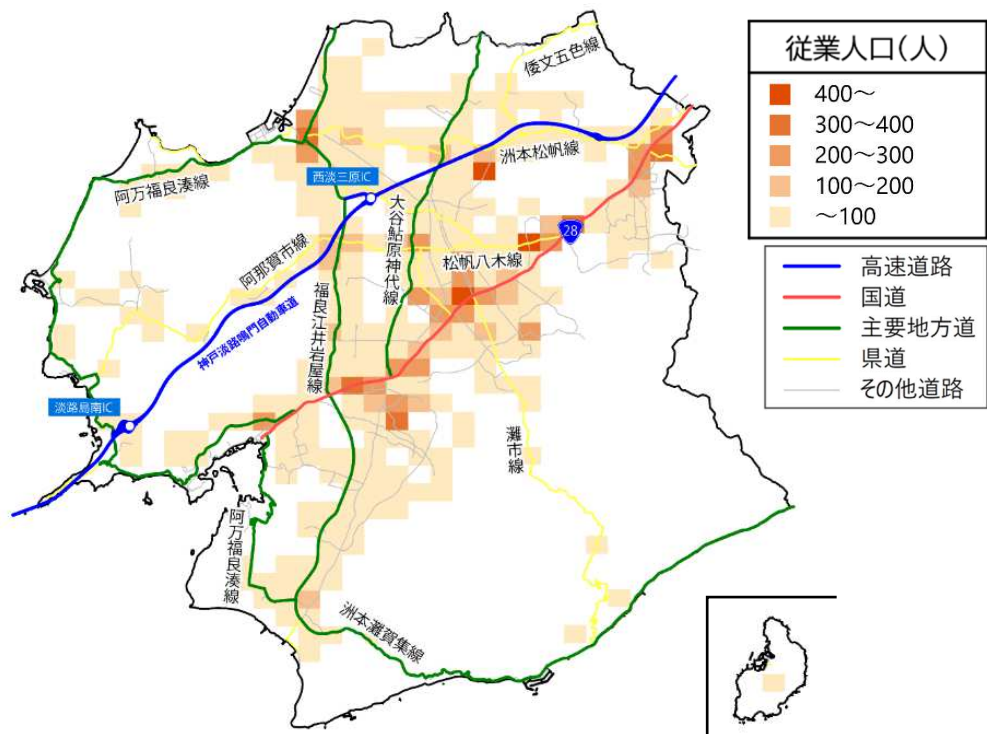 従業人口(人)
400～
300～400
200～300
100～200
～100
高速道路
国道
主要地方道
県道
その他道路
倭文五色線
洲本松帆線
西淡三原IC
阿万福良湊線
大谷鮎原神代線
28
松帆八木線
阿那賀市線
福良江井岩屋線
神戸淡路鳴門自動車道
淡路島南IC
灘市線
阿万福良湊線
洲本灘賀集線